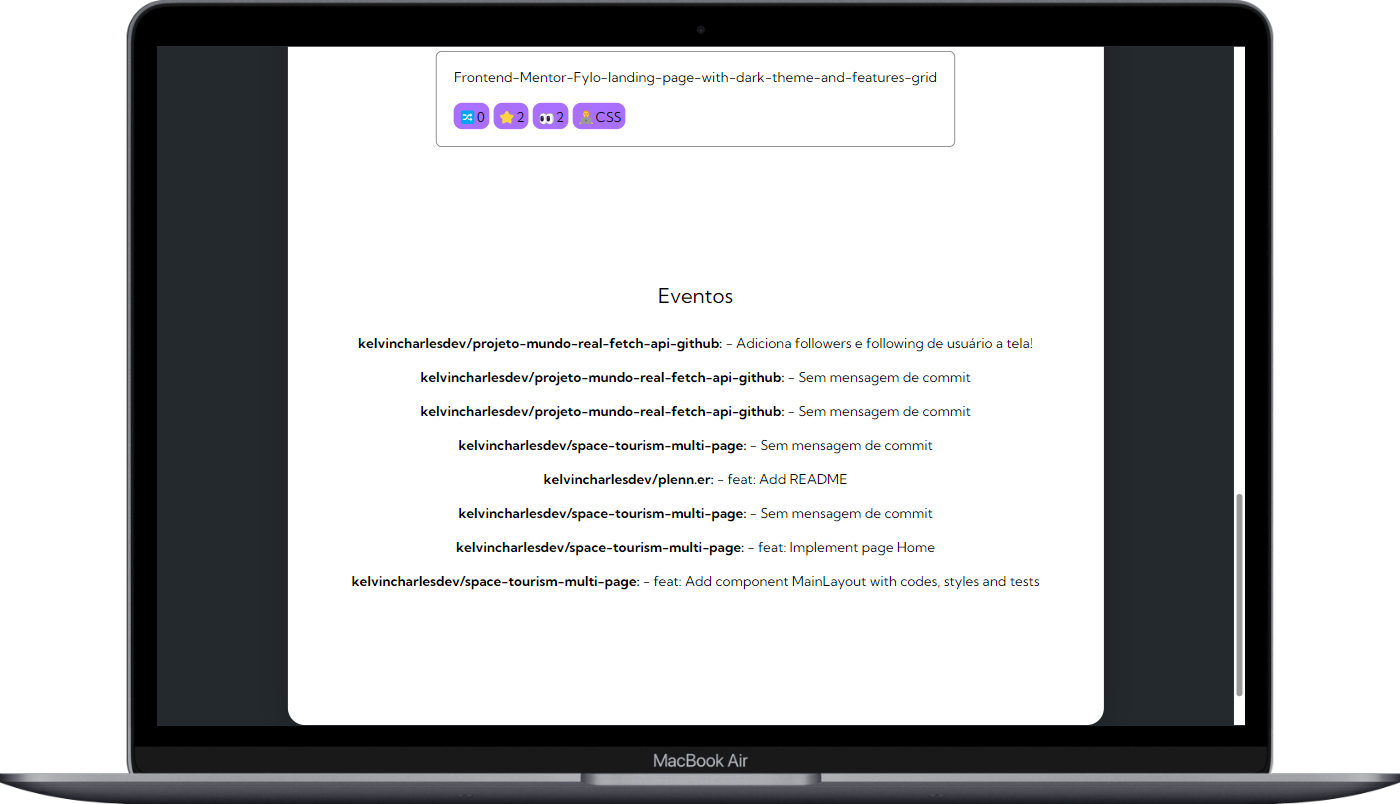 Frontend-Mentor-Fylo-landing-page-with-dark-theme-and-features-grid
🔀 0 ⭐ 2 👀 2 👨‍💻 CSS
Eventos
kelvincharlesdev/projeto-mundo-real-fetch-api-github: - Adiciona followers e following de usuário a tela!
kelvincharlesdev/projeto-mundo-real-fetch-api-github: - Sem mensagem de commit
kelvincharlesdev/projeto-mundo-real-fetch-api-github: - Sem mensagem de commit
kelvincharlesdev/space-tourism-multi-page: - Sem mensagem de commit
kelvincharlesdev/plenn.er: - feat: Add README
kelvincharlesdev/space-tourism-multi-page: - Sem mensagem de commit
kelvincharlesdev/space-tourism-multi-page: - feat: Implement page Home
kelvincharlesdev/space-tourism-multi-page: - feat: Add component MainLayout with codes, styles and tests
MacBook Air